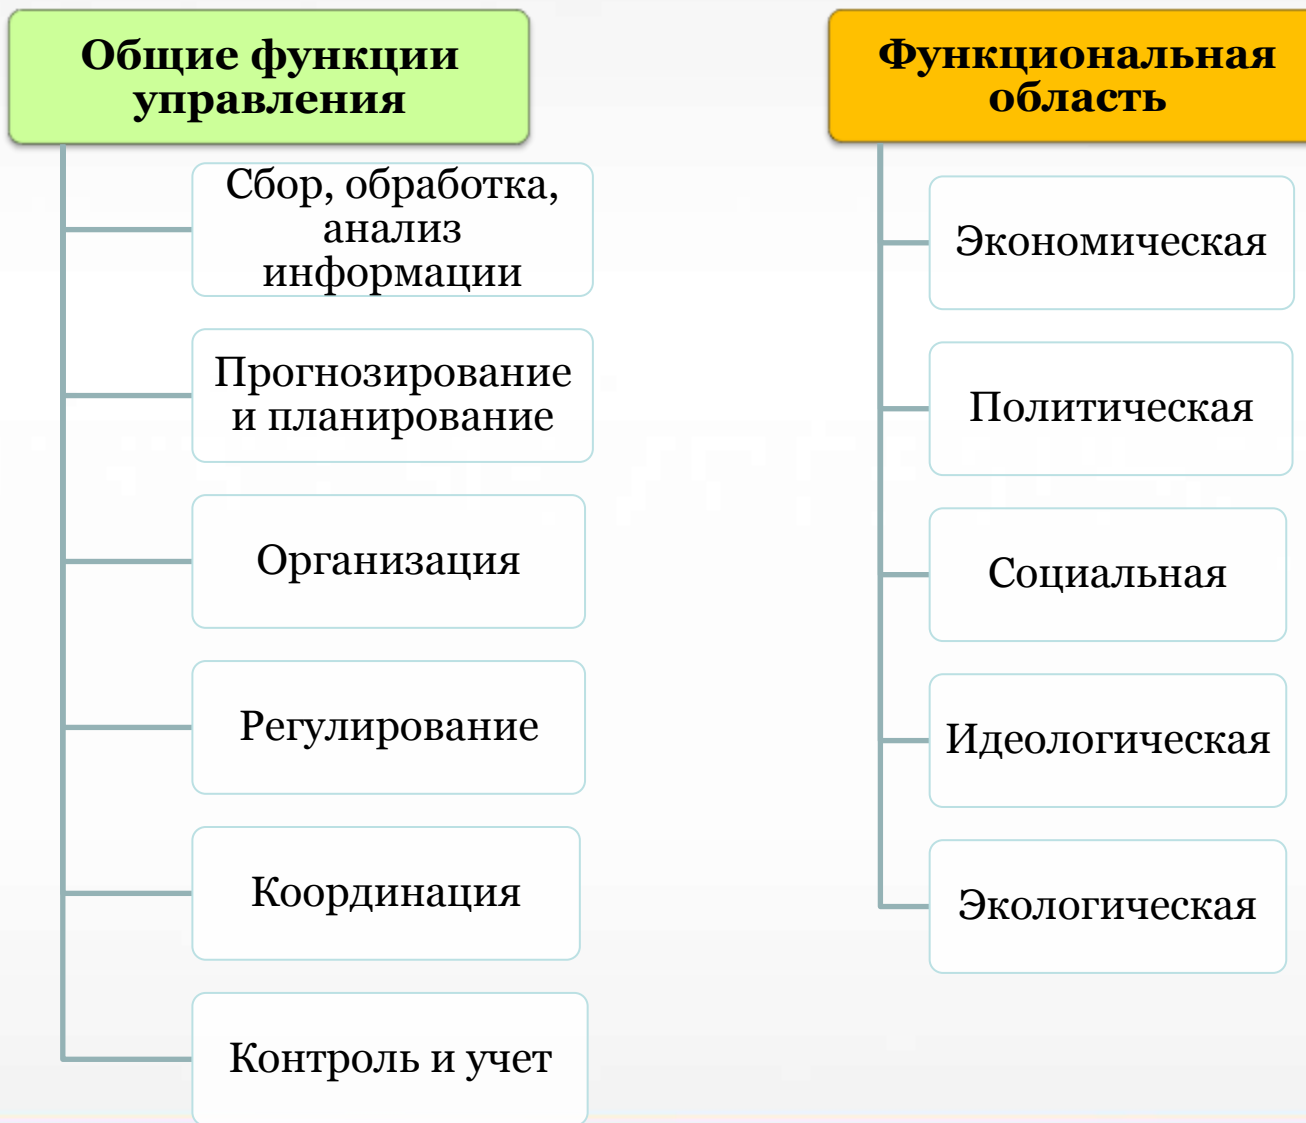 Общие функции
управления
Сбор, обработка,
анализ
информации
Прогнозирование
и планирование
Организация
Регулирование
Координация
Контроль и учет
Функциональная
область
Экономическая
Политическая
Социальная
Идеологическая
Экологическая